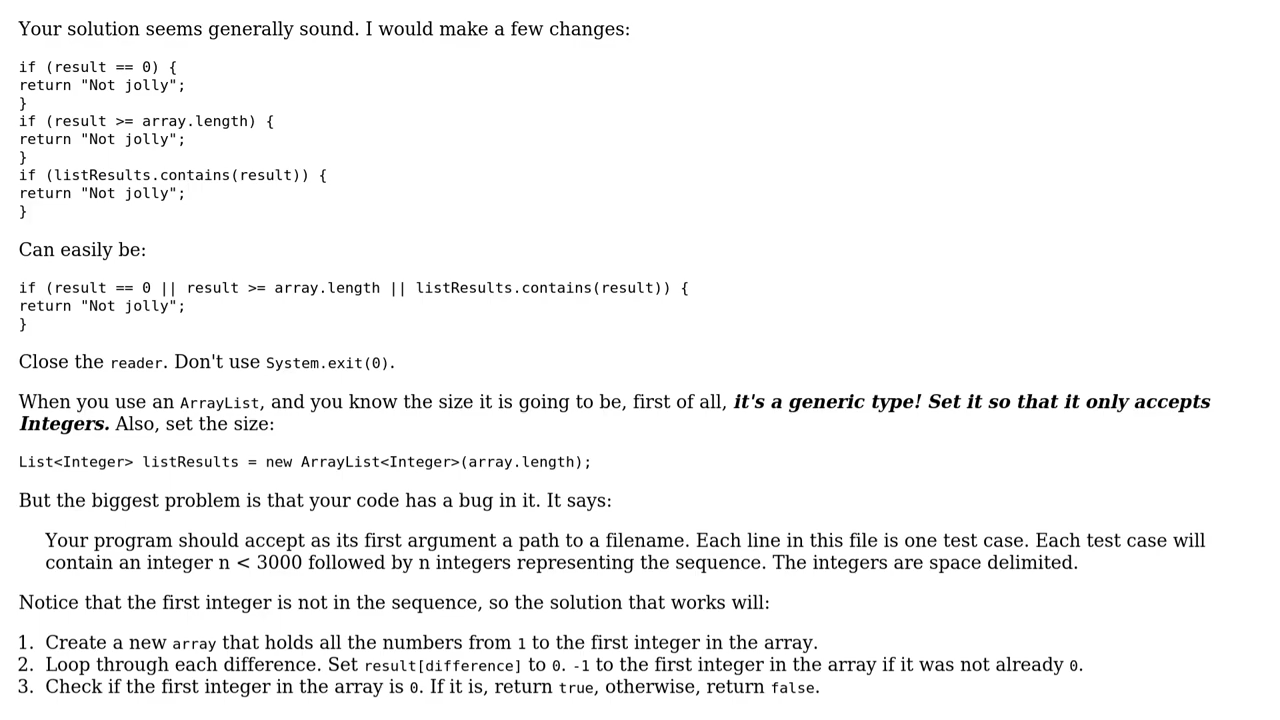 Your solution seems generally sound. I would make a few changes:
if (result == 0) {
return "Not jolly";
}
if (result >= array.length) {
return "Not jolly";
}
if (listResults.contains(result)) {
return "Not jolly";
}
Can easily be:
if (result == 0 || result >= array.length || listResults.contains(result)) {
return "Not jolly";
}
Close the reader. Don't use System.exit(0).
When you use an ArrayList, and you know the size it is going to be, first of all, it's a generic type! Set it so that it only accepts
Integers. Also, set the size:
List<Integer> listResults = new ArrayList<Integer>(array.length);
But the biggest problem is that your code has a bug in it. It says:
Your program should accept as its first argument a path to a filename. Each line in this file is one test case. Each test case will
contain an integer n < 3000 followed by n integers representing the sequence. The integers are space delimited.
Notice that the first integer is not in the sequence, so the solution that works will:
1. Create a new array that holds all the numbers from 1 to the first integer in the array.
2. Loop through each difference. Set result[difference] to 0. -1 to the first integer in the array if it was not already 0.
3. Check if the first integer in the array is 0. If it is, return true, otherwise, return false.